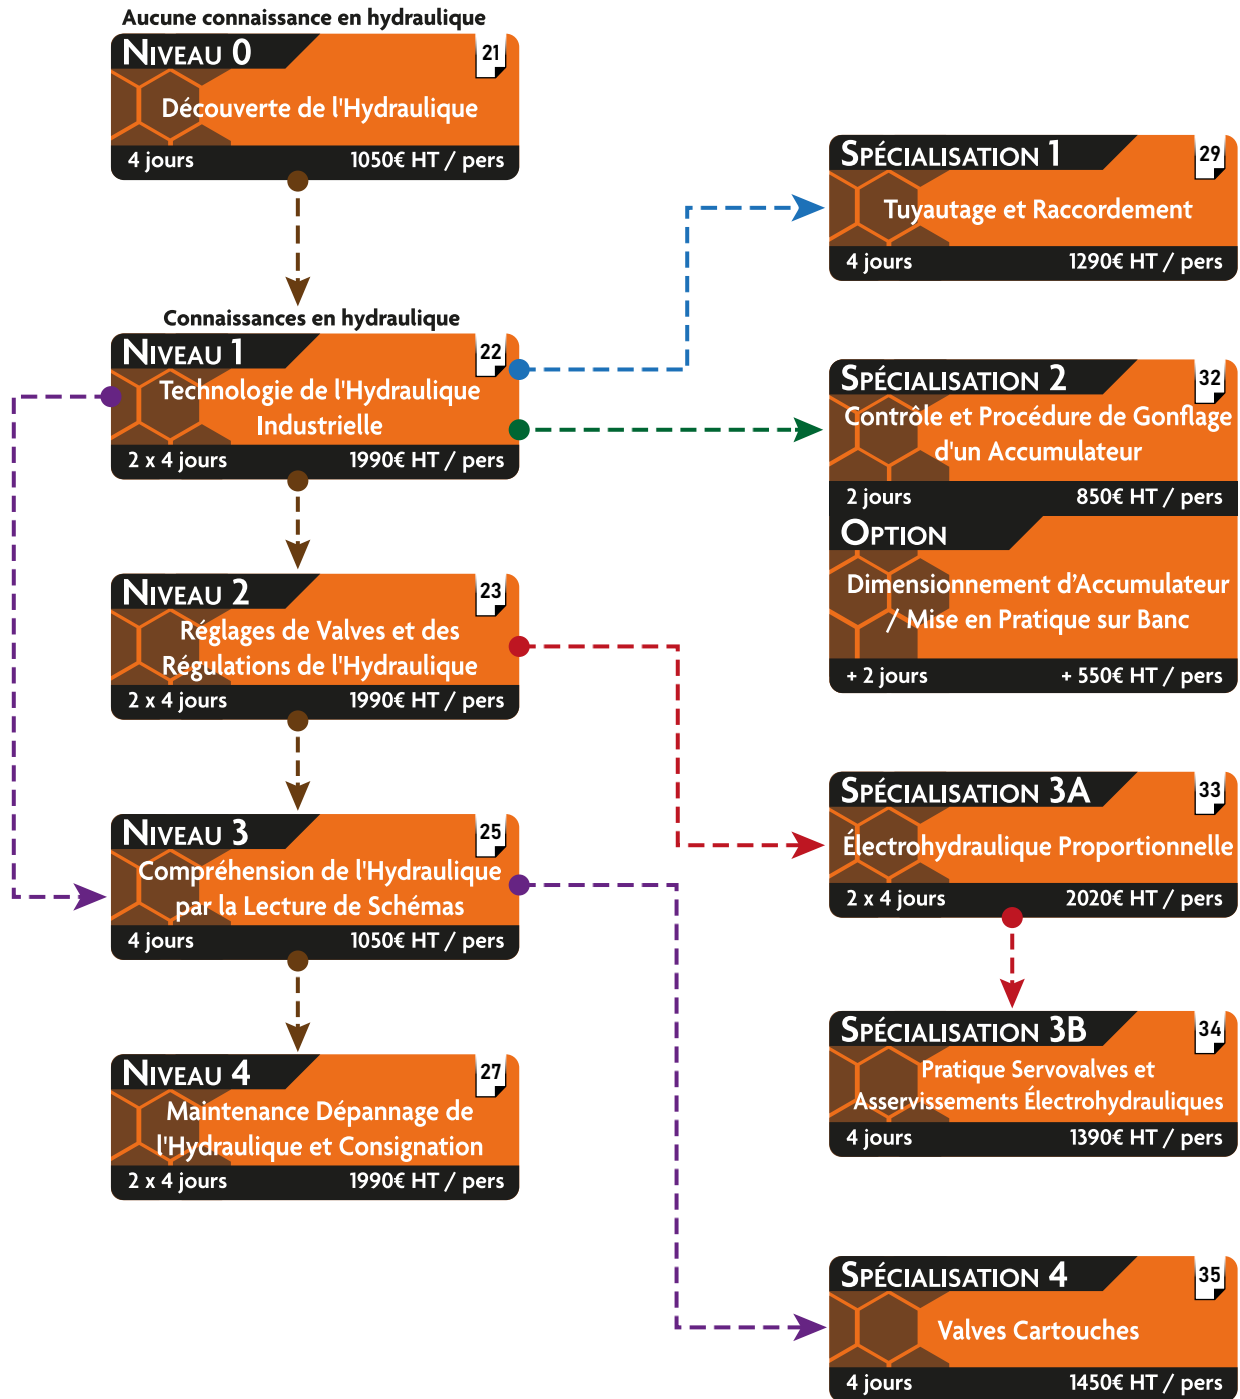 Aucune connaissance en hydraulique
NIVEAU 0
21
Découverte de l'Hydraulique
4 jours 1050€ HT / pers
Connaissances en hydraulique
NIVEAU 1
22
Technologie de l'Hydraulique
Industrielle
2 x 4 jours 1990€ HT / pers
NIVEAU 2
23
Réglages de Valves et des
Régulations de l'Hydraulique
2 x 4 jours 1990€ HT / pers
NIVEAU 3
25
Compréhension de l'Hydraulique
par la Lecture de Schémas
4 jours 1050€ HT / pers
NIVEAU 4
27
Maintenance Dépannage de
l'Hydraulique et Consignation
2 x 4 jours 1990€ HT / pers
SPÉCIALISATION 1
29
Tuyautage et Raccordement
4 jours 1290€ HT / pers
SPÉCIALISATION 2
32
Contrôle et Procédure de Gonflage
d'un Accumulateur
2 jours 850€ HT / pers
OPTION
Dimensionnement d’Accumulateur
/ Mise en Pratique sur Banc
+ 2 jours + 550€ HT / pers
SPÉCIALISATION 3A
33
Électrohydraulique Proportionnelle
2 x 4 jours 2020€ HT / pers
SPÉCIALISATION 3B
34
Pratique Servovalves et
Asservissements Électrohydrauliques
4 jours 1390€ HT / pers
SPÉCIALISATION 4
35
Valves Cartouches
4 jours 1450€ HT / pers